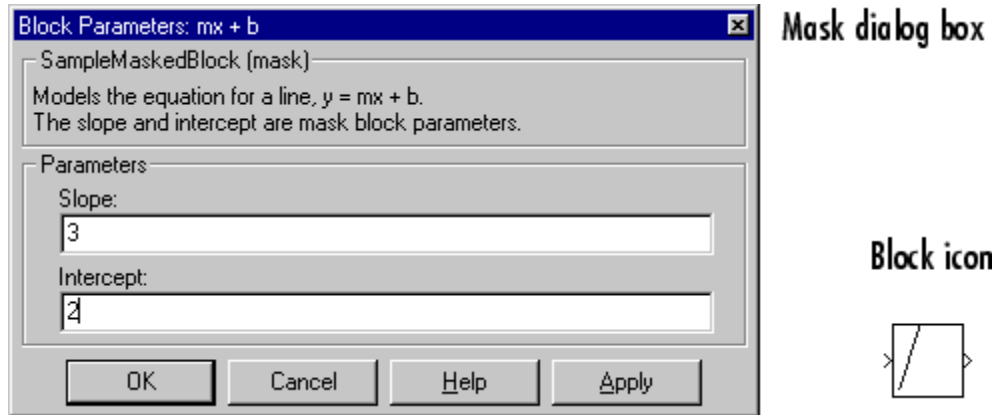 Block Parameters: mx + b
Mask dialog box
SampleMaskedBlock (mask)
Models the equation for a line, y = mx + b.
The slope and intercept are mask block parameters.
Parameters
Slope:
3
Intercept:
2
Block icon
OK Cancel Help Apply